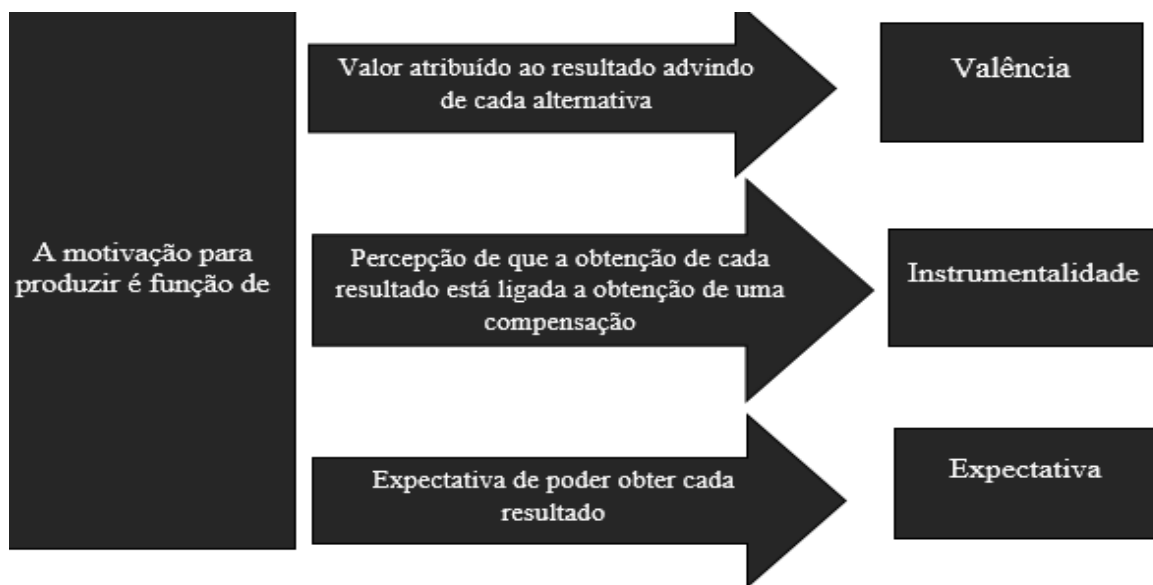 A motivação para
produzir é função de
Valor atribuído ao resultado advindo
de cada alternativa
Valência
Percepção de que a obtenção de cada
resultado está ligada a obtenção de uma
compensação
Instrumentalidade
Expectativa de poder obter cada
resultado
Expectativa